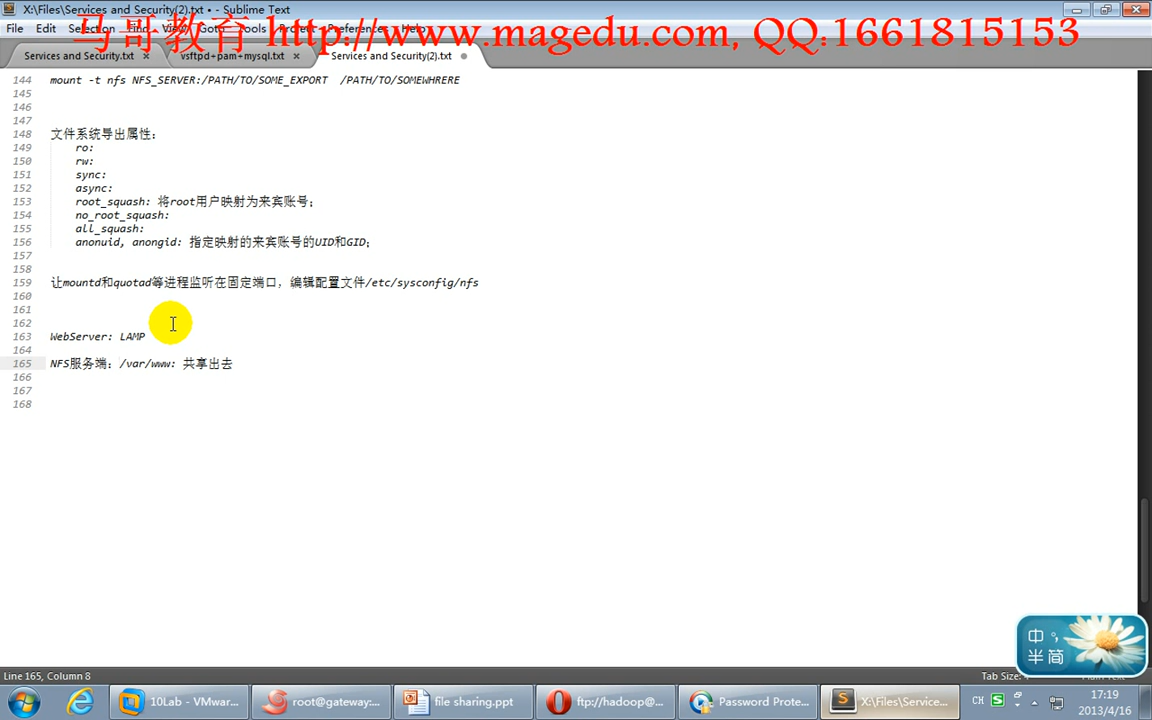 X:\Files\Services and Security(2).txt • - Sublime Text
马哥教育 http://www.magedu.com, QQ:1661815153
File Edit Selection Find View Goto Tools Project Preferences Help
Services and Security.txt × vsftpd+pam+mysql.txt × Services and Security(2).txt
144 mount -t nfs NFS_SERVER:/PATH/TO/SOME_EXPORT /PATH/TO/SOMEWHRERE
145
146
147
148 文件系统导出属性:
149 ro:
150 rw:
151 sync:
152 async:
153 root_squash: 将root用户映射为来宾账号;
154 no_root_squash:
155 all_squash:
156 anonuid, anongid: 指定映射的来宾账号的UID和GID;
157
158
159 让mountd和quotad等进程监听在固定端口，编辑配置文件/etc/sysconfig/nfs
160
161
162
163 WebServer: LAMP
164
165 NFS服务端: /var/www: 共享出去
166
167
168
中 °,
半 简
Line 165, Column 8
Tab Size:
10Lab - VMwar... root@gateway:... file sharing.ppt ftp://hadoop@... Password Prote... X:\Files\Service... CH 17:19
2013/4/16